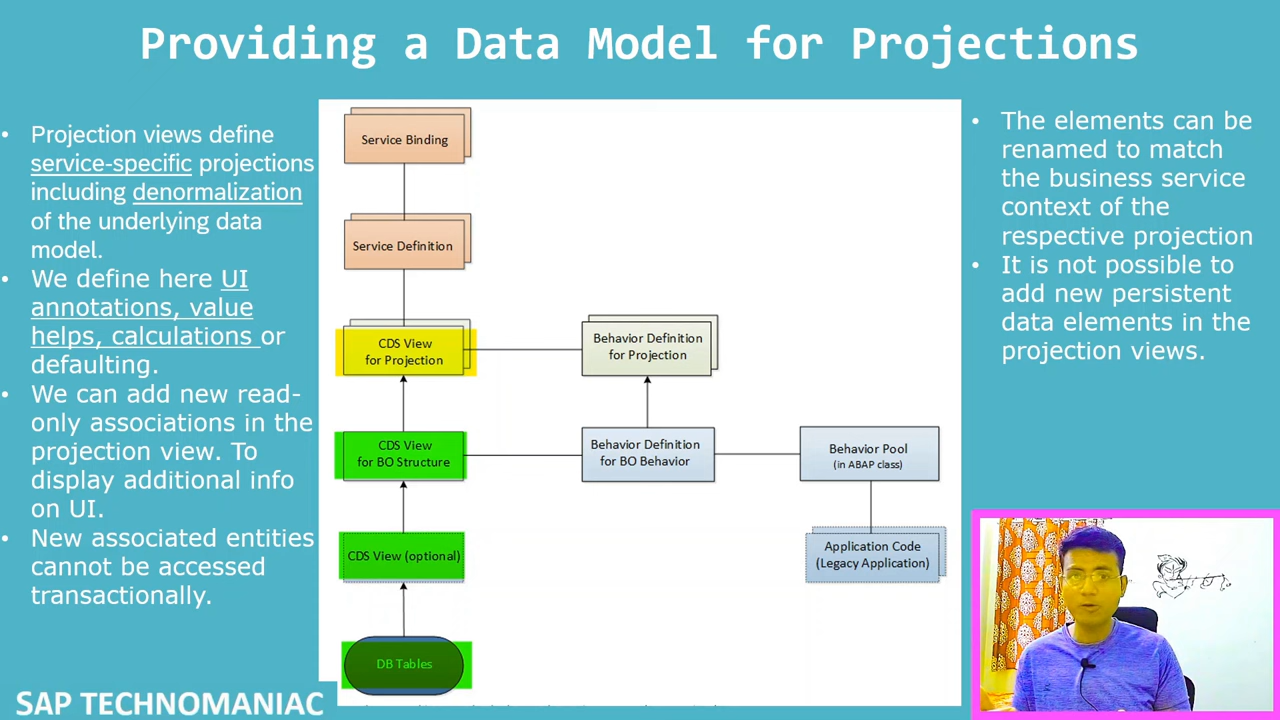 Providing a Data Model for Projections
• Projection views define
service-specific projections
including denormalization
of the underlying data
model.
• We define here UI
annotations, value
helps, calculations or
defaulting.
• We can add new read-
only associations in the
projection view. To
display additional info
on UI.
• New associated entities
cannot be accessed
transactionally.
Service Binding
Service Definition
CDS View
for Projection
Behavior Definition
for Projection
CDS View
for BO Structure
Behavior Definition
for BO Behavior
Behavior Pool
(in ABAP class)
CDS View (optional)
Application Code
(Legacy Application)
DB Tables
• The elements can be
renamed to match
the business service
context of the
respective projection
• It is not possible to
add new persistent
data elements in the
projection views.
SAP TECHNOMANIAC